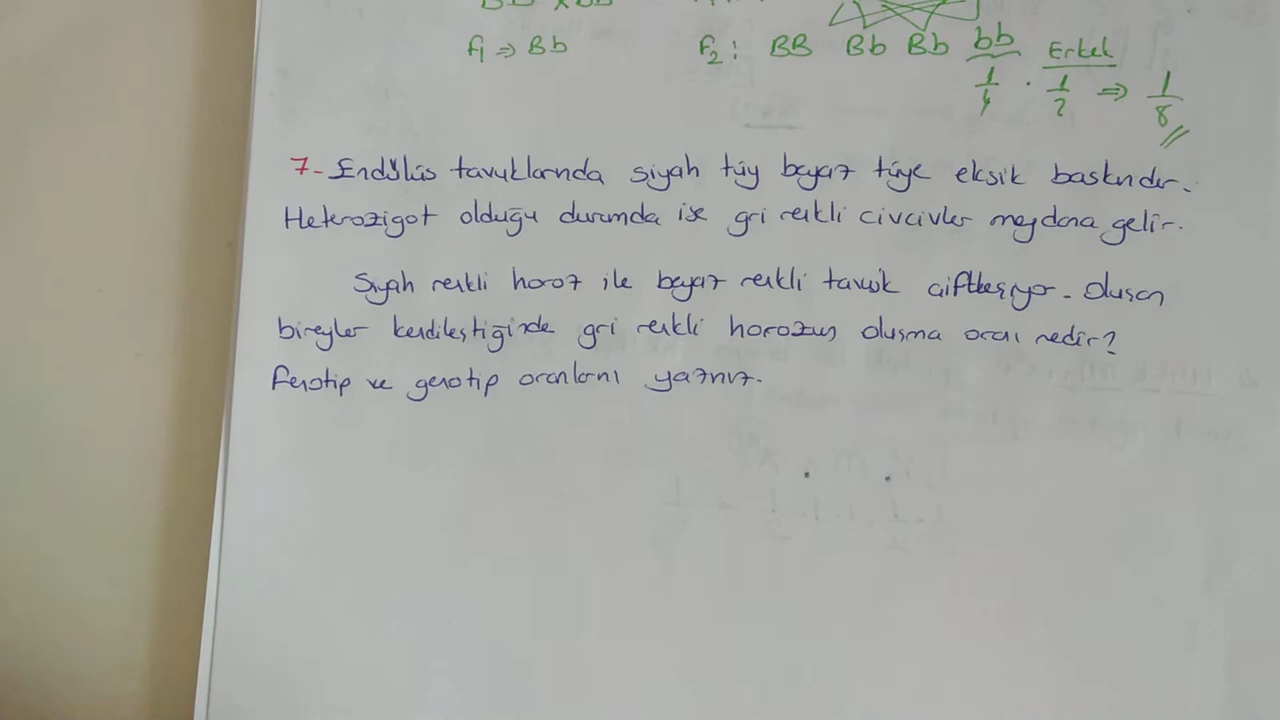 F1 ⇒ Bb F2 : BB Bb Bb bb Erkek
1/4 · 1/2 ⇒ 1/8
7- Endülüs tavuklarında siyah tüy beyaz tüye eksik baskındır.
Heterozigot olduğu durumda ise gri renkli civcivler meydana gelir.
Siyah renkli horoz ile beyaz renkli tavuk çiftleşiyor. Oluşan
bireyler kendileştiğinde gri renkli horozun oluşma oranı nedir?
Fenotip ve genotip oranlarını yazınız.